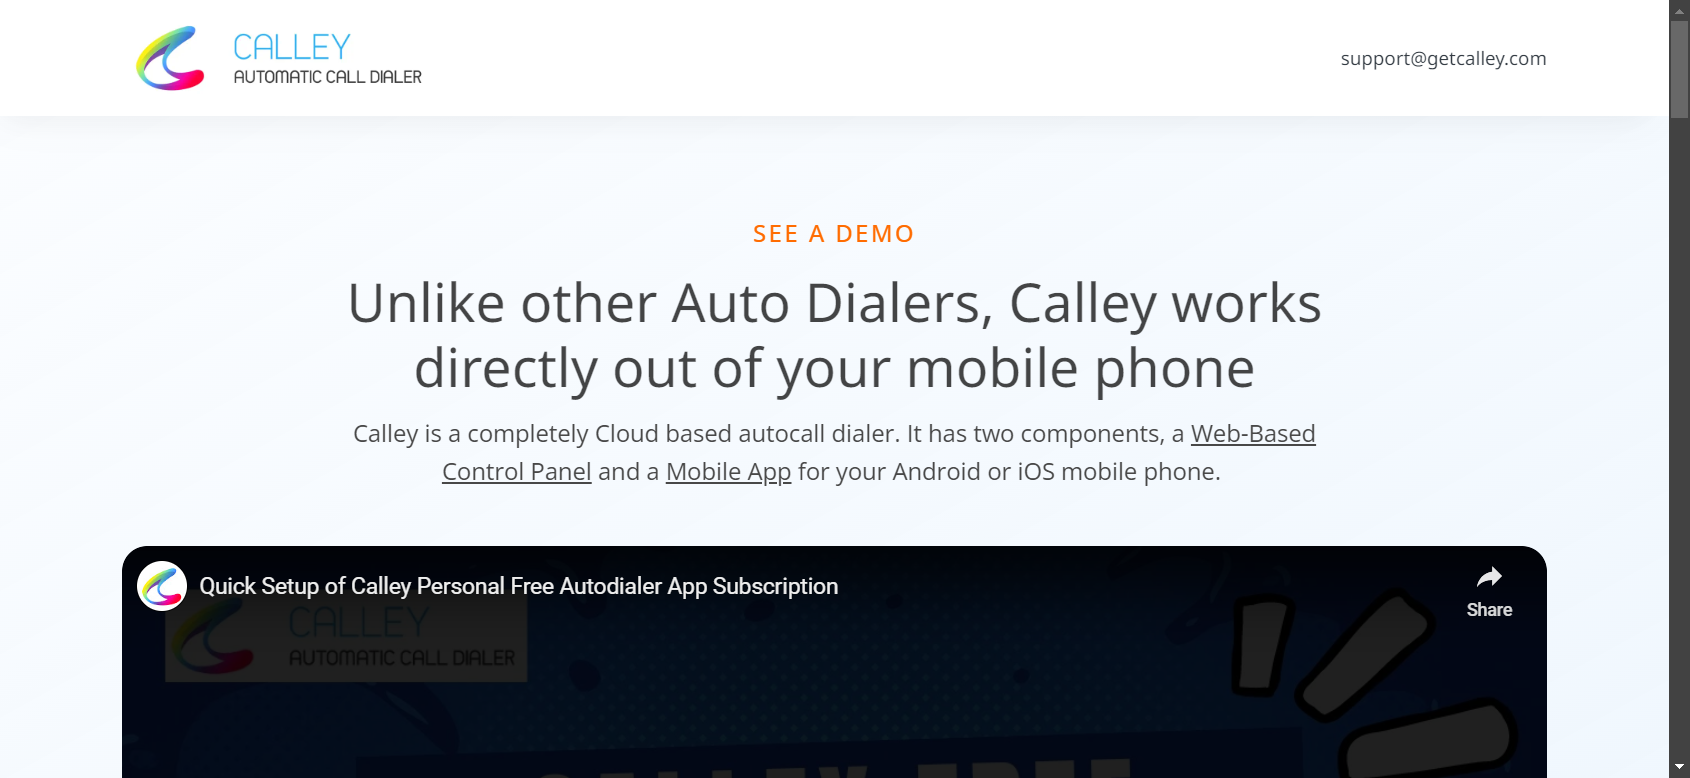 CALLEY
AUTOMATIC CALL DIALER
support@getcalley.com
SEE A DEMO
Unlike other Auto Dialers, Calley works
directly out of your mobile phone
Calley is a completely Cloud based autocall dialer. It has two components, a Web-Based
Control Panel and a Mobile App for your Android or iOS mobile phone.
Quick Setup of Calley Personal Free Autodialer App Subscription
Share
CALLEY
AUTOMATIC CALL DIALER
CALLEY FREE